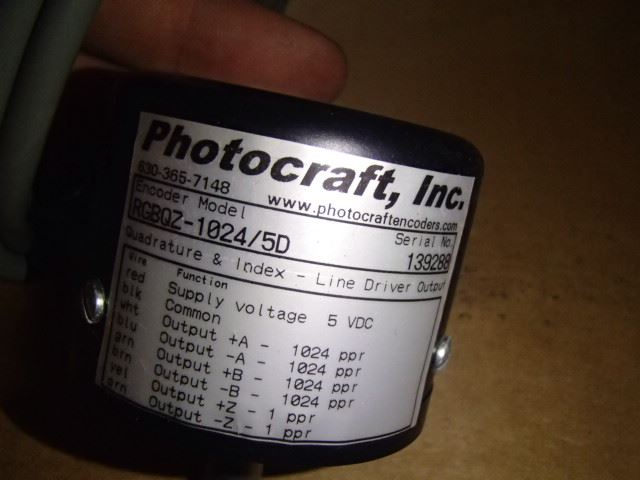 Photocraft, Inc.
630-365-7148 www.photocraftencoders.com
Encoder Model Serial No.
RGBQZ-1024/5D 139288
Quadrature & Index - Line Driver Output
Wire Function
red Supply voltage 5 VDC
blk Common
wht Output +A - 1024 ppr
blu Output -A - 1024 ppr
grn Output +B - 1024 ppr
brn Output -B - 1024 ppr
yel Output +Z - 1 ppr
orn Output -Z - 1 ppr